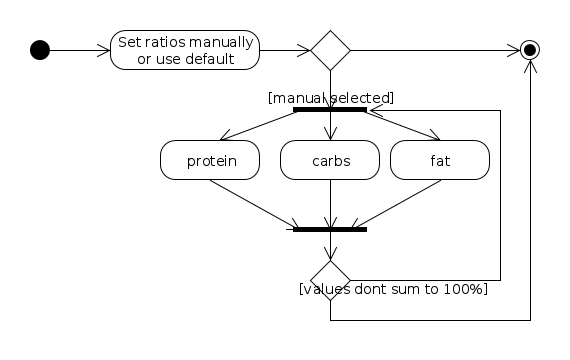 Set ratios manually
or use default
[manual selected]
protein
carbs
fat
[values dont sum to 100%]